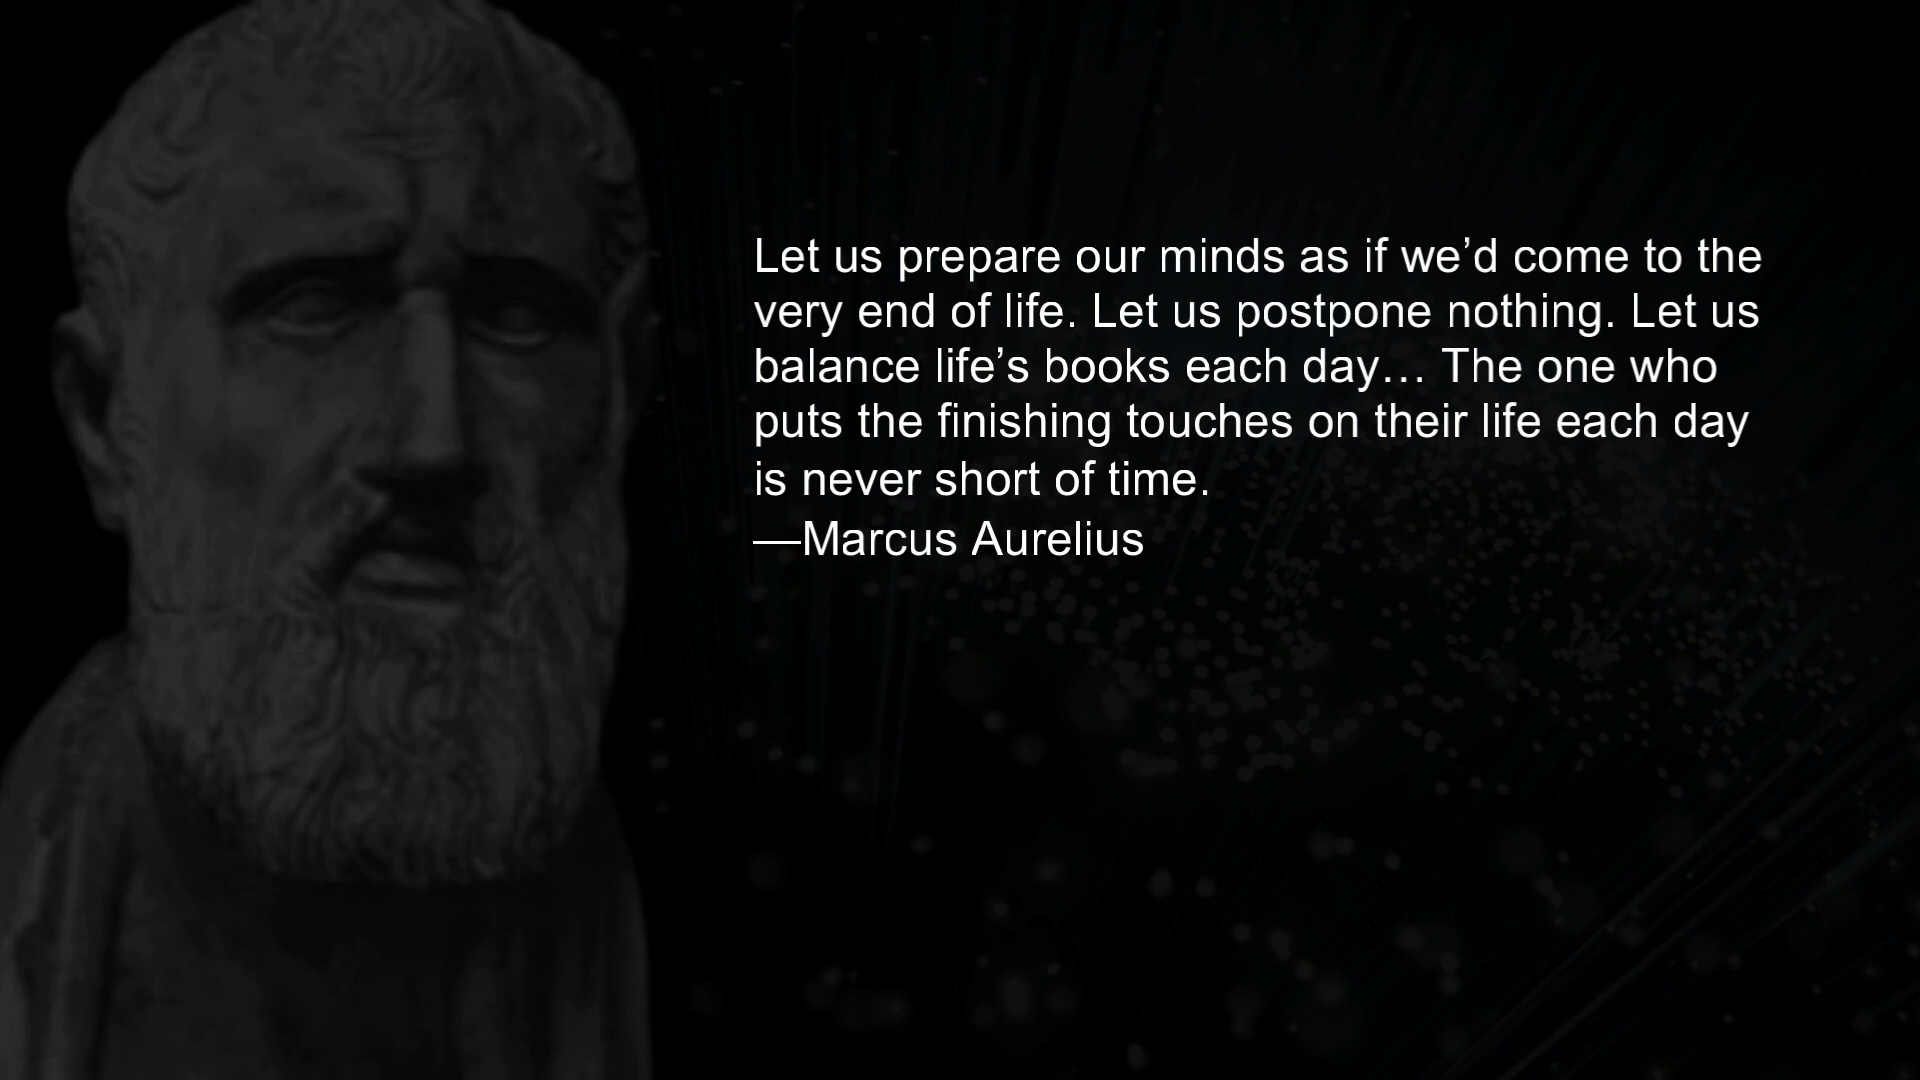 Let us prepare our minds as if we’d come to the
very end of life. Let us postpone nothing. Let us
balance life’s books each day… The one who
puts the finishing touches on their life each day
is never short of time.
—Marcus Aurelius